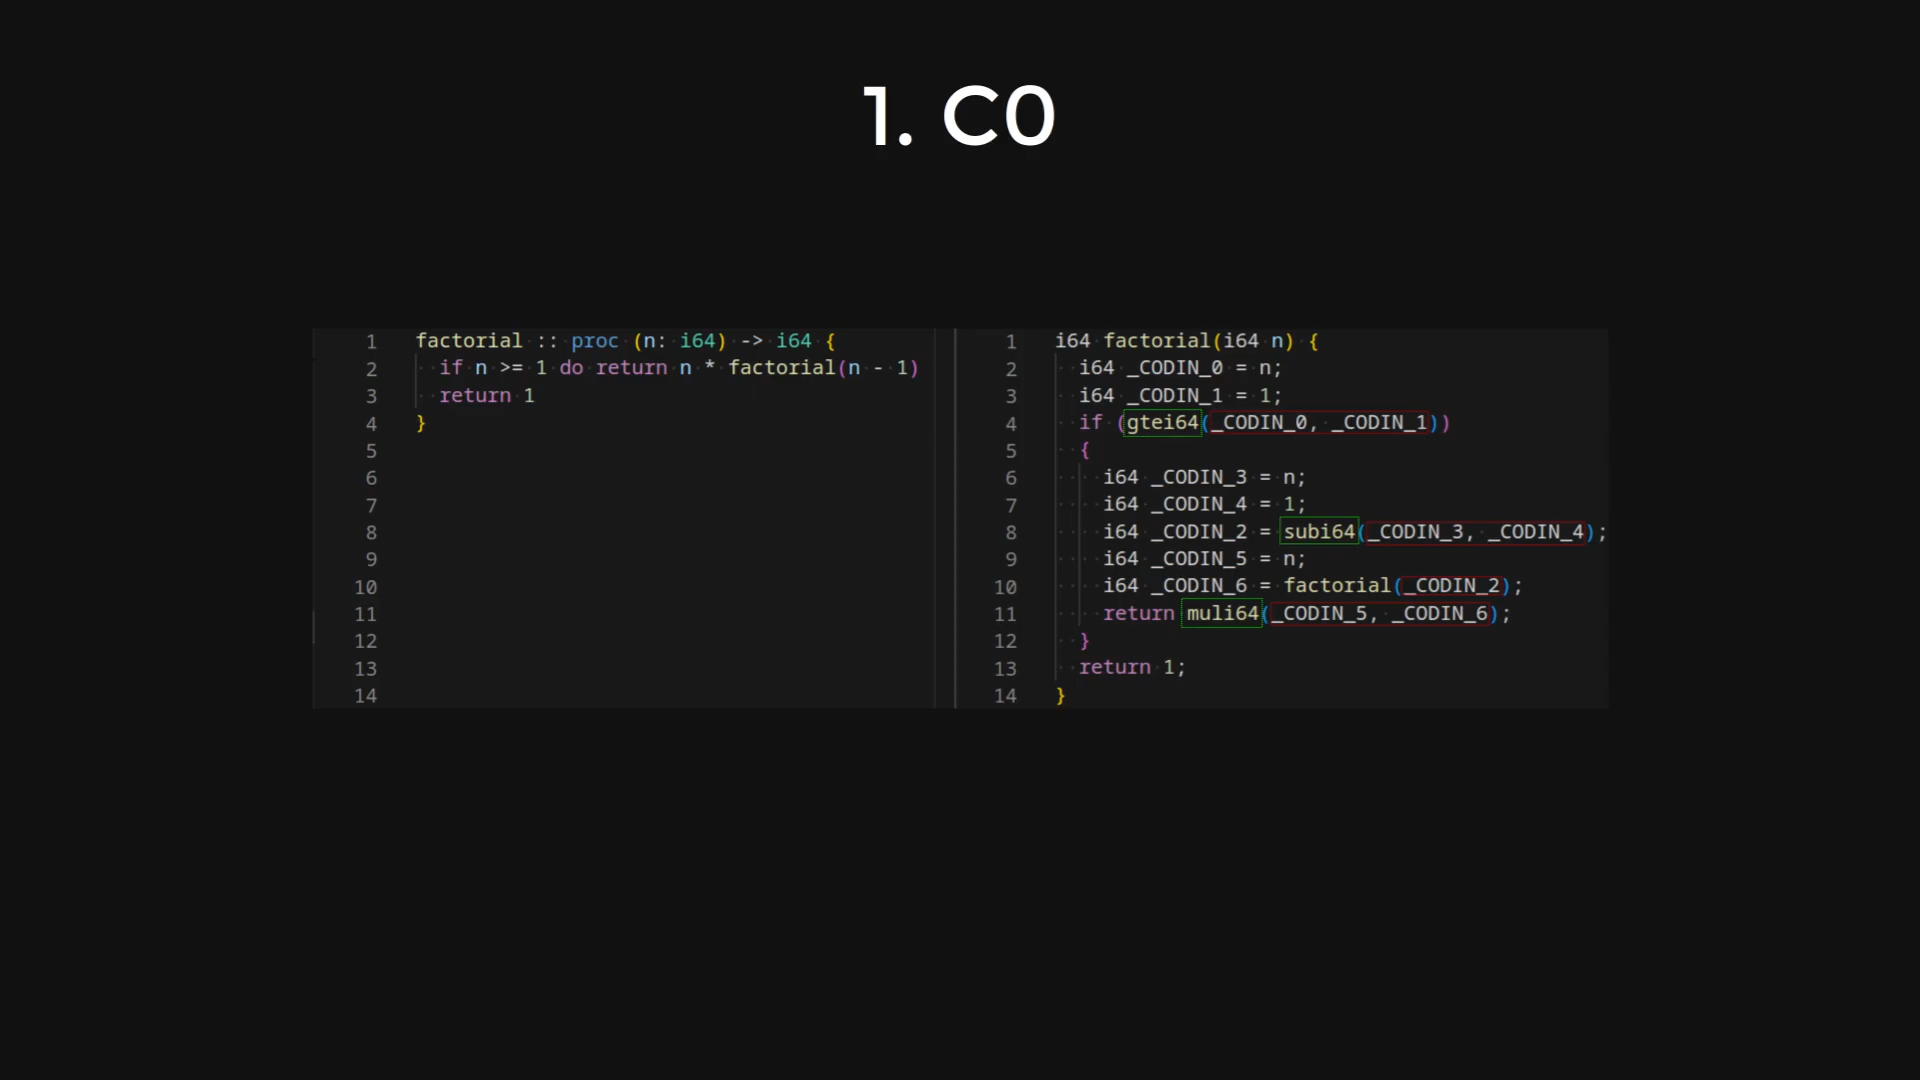 1. C0
1 factorial :: proc (n: i64) -> i64 {
2 if n >= 1 do return n * factorial(n - 1)
3 return 1
4 }
5
6
7
8
9
10
11
12
13
14
1 i64 factorial(i64 n) {
2 i64 _CODIN_0 = n;
3 i64 _CODIN_1 = 1;
4 if (gtei64(_CODIN_0, _CODIN_1))
5 {
6 i64 _CODIN_3 = n;
7 i64 _CODIN_4 = 1;
8 i64 _CODIN_2 = subi64(_CODIN_3, _CODIN_4);
9 i64 _CODIN_5 = n;
10 i64 _CODIN_6 = factorial(_CODIN_2);
11 return muli64(_CODIN_5, _CODIN_6);
12 }
13 return 1;
14 }